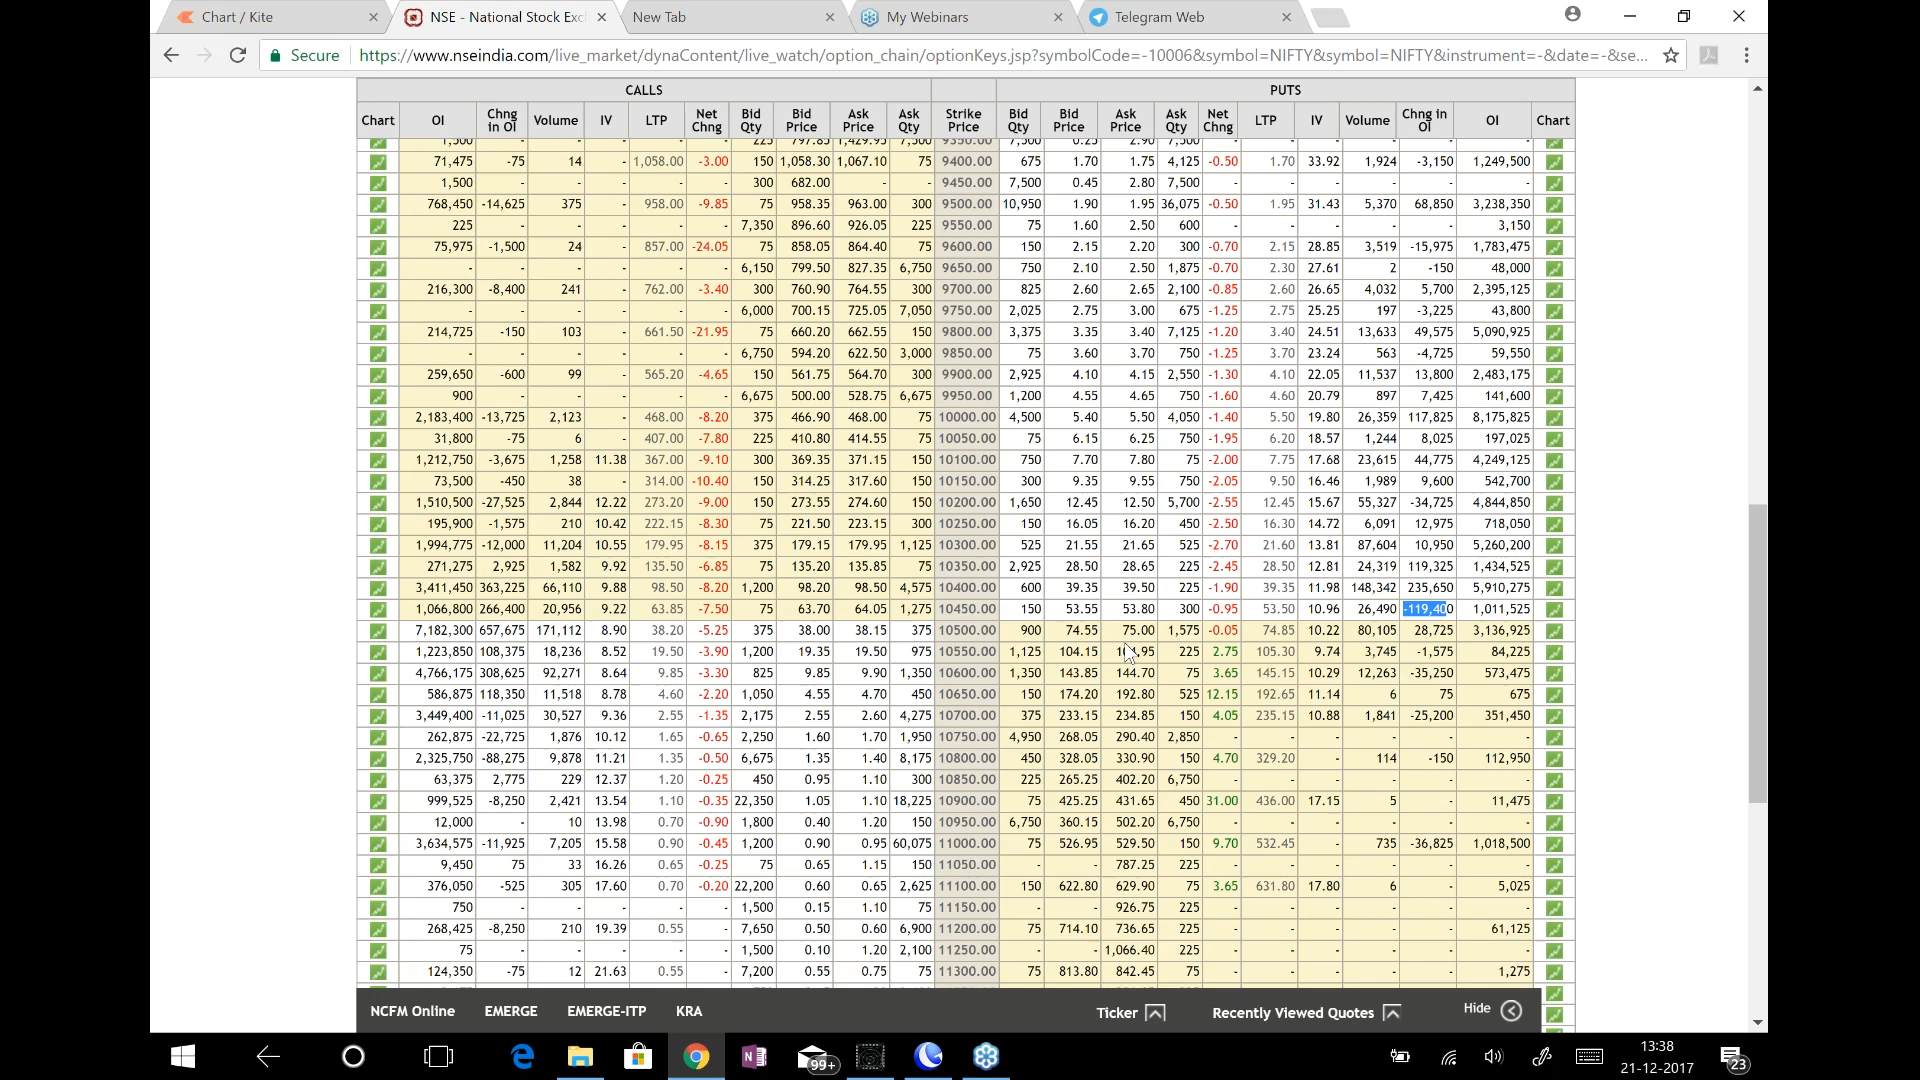 Chart / Kite
NSE - National Stock Exc
New Tab
My Webinars
Telegram Web
Secure https://www.nseindia.com/live_market/dynaContent/live_watch/option_chain/optionKeys.jsp?symbolCode=-10006&symbol=NIFTY&symbol=NIFTY&instrument=-&date=-&se...
CALLS PUTS
Chart OI Chng in OI Volume IV LTP Net Chng Bid Qty Bid Price Ask Price Ask Qty Strike Price Bid Qty Bid Price Ask Price Ask Qty Net Chng LTP IV Volume Chng in OI OI Chart
1,500 - - - - - 225 797.85 1,429.95 7,500 9350.00 7,500 0.25 2.90 7,500 - - - - - -
71,475 -75 14 - 1,058.00 -3.00 150 1,058.30 1,067.10 75 9400.00 675 1.70 1.75 4,125 -0.50 1.70 33.92 1,924 -3,150 1,249,500
1,500 - - - - - 300 682.00 - - 9450.00 7,500 0.45 2.80 7,500 - - - - - -
768,450 -14,625 375 - 958.00 -9.85 75 958.35 963.00 300 9500.00 10,950 1.90 1.95 36,075 -0.50 1.95 31.43 5,370 68,850 3,238,350
225 - - - - - 7,350 896.60 926.05 225 9550.00 75 1.60 2.50 600 - - - - - 3,150
75,975 -1,500 24 - 857.00 -24.05 75 858.05 864.40 75 9600.00 150 2.15 2.20 300 -0.70 2.15 28.85 3,519 -15,975 1,783,475
- - - - - - 6,150 799.50 827.35 6,750 9650.00 750 2.10 2.50 1,875 -0.70 2.30 27.61 2 -150 48,000
216,300 -8,400 241 - 762.00 -3.40 300 760.90 764.55 300 9700.00 825 2.60 2.65 2,100 -0.85 2.60 26.65 4,032 5,700 2,395,125
- - - - - - 6,000 700.15 725.05 7,050 9750.00 2,025 2.75 3.00 675 -1.25 2.75 25.25 197 -3,225 43,800
214,725 -150 103 - 661.50 -21.95 75 660.20 662.55 150 9800.00 3,375 3.35 3.40 7,125 -1.20 3.40 24.51 13,633 49,575 5,090,925
- - - - - - 6,750 594.20 622.50 3,000 9850.00 75 3.60 3.70 750 -1.25 3.70 23.24 563 -4,725 59,550
259,650 -600 99 - 565.20 -4.65 150 561.75 564.70 300 9900.00 2,925 4.10 4.15 2,550 -1.30 4.10 22.05 11,537 13,800 2,483,175
900 - - - - - 6,675 500.00 528.75 6,675 9950.00 1,200 4.55 4.65 750 -1.60 4.60 20.79 897 7,425 141,600
2,183,400 -13,725 2,123 - 468.00 -8.20 375 466.90 468.00 75 10000.00 4,500 5.40 5.50 4,050 -1.40 5.50 19.80 26,359 117,825 8,175,825
31,800 -75 6 - 407.00 -7.80 225 410.80 414.55 75 10050.00 75 6.15 6.25 750 -1.95 6.20 18.57 1,244 8,025 197,025
1,212,750 -3,675 1,258 11.38 367.00 -9.10 300 369.35 371.15 150 10100.00 750 7.70 7.80 75 -2.00 7.75 17.68 23,615 44,775 4,249,125
73,500 -450 38 - 314.00 -10.40 150 314.25 317.60 150 10150.00 300 9.35 9.55 750 -2.05 9.50 16.46 1,989 9,600 542,700
1,510,500 -27,525 2,844 12.22 273.20 -9.00 150 273.55 274.60 150 10200.00 1,650 12.45 12.50 5,700 -2.55 12.45 15.67 55,327 -34,725 4,844,850
195,900 -1,575 210 10.42 222.15 -8.30 75 221.50 223.15 300 10250.00 150 16.05 16.20 450 -2.50 16.30 14.72 6,091 12,975 718,050
1,994,775 -12,000 11,204 10.55 179.95 -8.15 375 179.15 179.95 1,125 10300.00 525 21.55 21.65 525 -2.70 21.60 13.81 87,604 10,950 5,260,200
271,275 2,925 1,582 9.92 135.50 -6.85 75 135.20 135.85 75 10350.00 2,925 28.50 28.65 225 -2.45 28.50 12.81 24,319 119,325 1,434,525
3,411,450 363,225 66,110 9.88 98.50 -8.20 1,200 98.20 98.50 4,575 10400.00 600 39.35 39.50 225 -1.90 39.35 11.98 148,342 235,650 5,910,275
1,066,800 266,400 20,956 9.22 63.85 -7.50 75 63.70 64.05 1,275 10450.00 150 53.55 53.80 300 -0.95 53.50 10.96 26,490 -119,400 1,011,525
7,182,300 657,675 171,112 8.90 38.20 -5.25 375 38.00 38.15 375 10500.00 900 74.55 75.00 1,575 -0.05 74.85 10.22 80,105 28,725 3,136,925
1,223,850 108,375 18,236 8.52 19.50 -3.90 1,200 19.35 19.50 975 10550.00 1,125 104.15 225 2.75 105.30 9.74 3,745 -1,575 84,225
4,766,175 308,625 92,271 8.64 9.85 -3.30 825 9.85 9.90 1,350 10600.00 1,350 143.85 144.70 75 3.65 145.15 10.29 12,263 -35,250 573,475
586,875 118,350 11,518 8.78 4.60 -2.20 1,050 4.55 4.70 450 10650.00 150 174.20 192.80 525 12.15 192.65 11.14 6 75 675
3,449,400 -11,025 30,527 9.36 2.55 -1.35 2,175 2.55 2.60 4,275 10700.00 375 233.15 234.85 150 4.05 235.15 10.88 1,841 -25,200 351,450
262,875 -22,725 1,876 10.12 1.65 -0.65 2,250 1.60 1.70 1,950 10750.00 4,950 268.05 290.40 2,850 - - - - - -
2,325,750 -88,275 9,878 11.21 1.35 -0.50 6,675 1.35 1.40 8,175 10800.00 450 328.05 330.90 150 4.70 329.20 - 114 -150 112,950
63,375 2,775 229 12.37 1.20 -0.25 450 0.95 1.10 300 10850.00 225 265.25 402.20 6,750 - - - - - -
999,525 -8,250 2,421 13.54 1.10 -0.35 22,350 1.05 1.10 18,225 10900.00 75 425.25 431.65 450 31.00 436.00 17.15 5 - 11,475
12,000 - 10 13.98 0.70 -0.90 1,800 0.40 1.20 150 10950.00 6,750 360.15 502.20 6,750 - - - - - -
3,634,575 -11,925 7,205 15.58 0.90 -0.45 1,200 0.90 0.95 60,075 11000.00 75 526.95 529.50 150 9.70 532.45 - 735 -36,825 1,018,500
9,450 75 33 16.26 0.65 -0.25 75 0.65 1.15 150 11050.00 - - 787.25 225 - - - - - -
376,050 -525 305 17.60 0.70 -0.20 22,200 0.60 0.65 2,625 11100.00 150 622.80 629.90 75 3.65 631.80 17.80 6 - 5,025
750 - - - - - 1,500 0.15 1.10 75 11150.00 - - 926.75 225 - - - - - -
268,425 -8,250 210 19.39 0.55 - 7,650 0.50 0.60 6,900 11200.00 75 714.10 736.65 225 - - - - - 61,125
75 - - - - - 1,500 0.10 1.20 2,100 11250.00 - - 1,066.40 225 - - - - - -
124,350 -75 12 21.63 0.55 - 7,200 0.55 0.75 75 11300.00 75 813.80 842.45 75 - - - - - 1,275
NCFM Online EMERGE EMERGE-ITP KRA Ticker Recently Viewed Quotes Hide
99+
13:38
21-12-2017
23